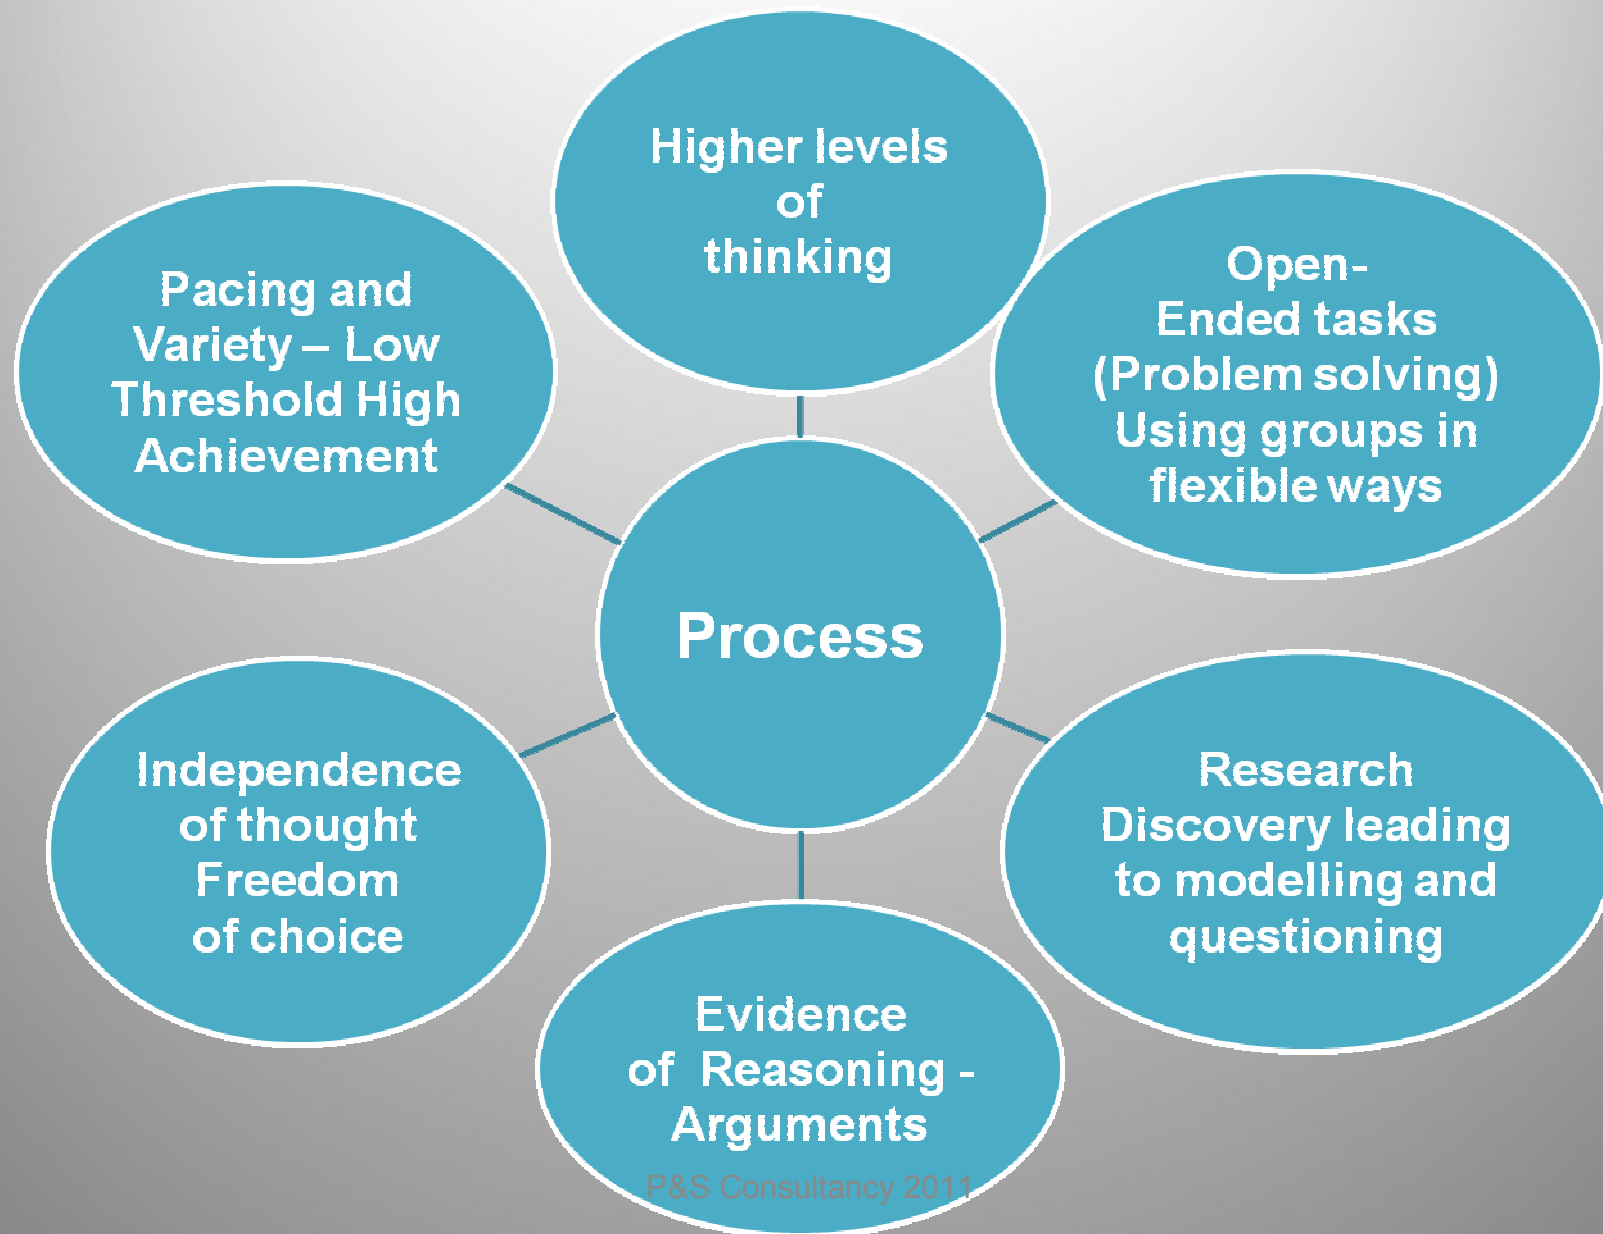 Higher levels
of
thinking
Open-
Ended tasks
(Problem solving)
Using groups in
flexible ways
Research
Discovery leading
to modelling and
questioning
Evidence
of Reasoning -
Arguments
Independence
of thought
Freedom
of choice
Pacing and
Variety – Low
Threshold High
Achievement
Process
P&S Consultancy 2011